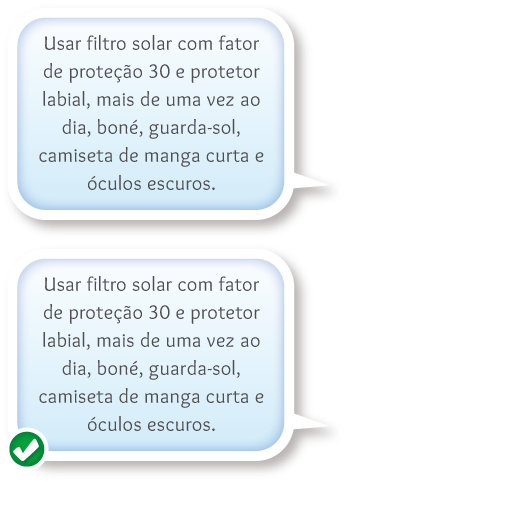 Usar filtro solar com fator
de proteção 30 e protetor
labial, mais de uma vez ao
dia, boné, guarda-sol,
camiseta de manga curta e
óculos escuros.
Usar filtro solar com fator
de proteção 30 e protetor
labial, mais de uma vez ao
dia, boné, guarda-sol,
camiseta de manga curta e
óculos escuros.